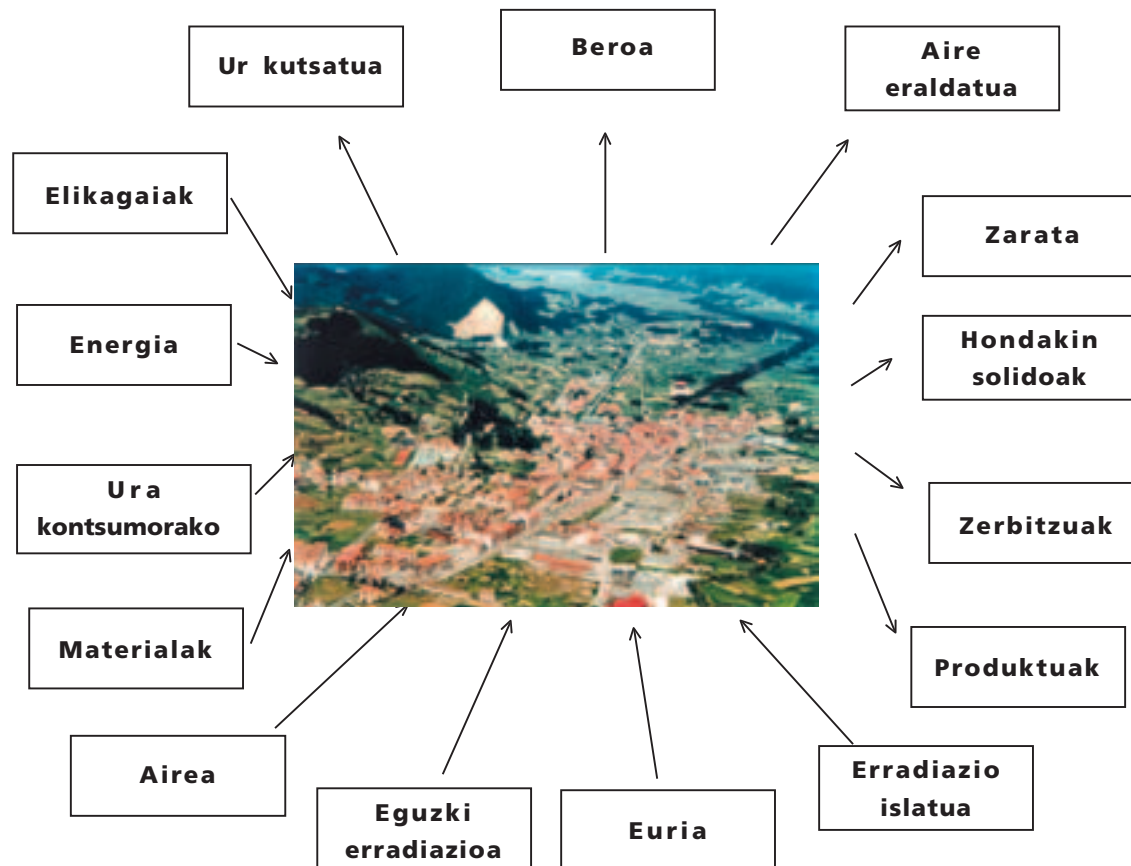 Ur kutsatua
Beroa
Aire
eraldatua
Elikagaiak
Zarata
Energia
Hondakin
solidoak
Ura
kontsumorako
Zerbitzuak
Materialak
Produktuak
Airea
Erradiazio
islatua
Eguzki
erradiazioa
Euria